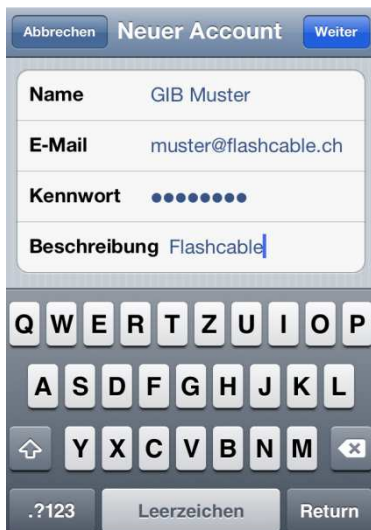 Abbrechen Neuer Account Weiter
Name GIB Muster
E-Mail muster@flashcable.ch
Kennwort ●●●●●●●●
Beschreibung Flashcable
Q W E R T Z U I O P
A S D F G H J K L
Y X C V B N M
.?123 Leerzeichen Return